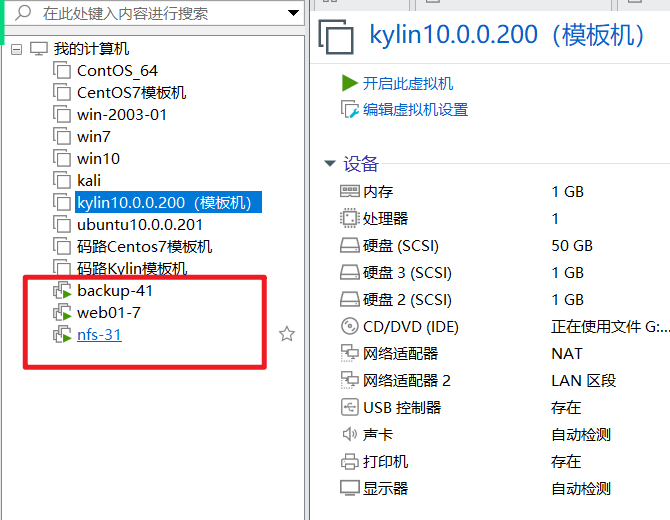 在此处键入内容进行搜索
我的计算机
ContOS_64
CentOS7模板机
win-2003-01
win7
win10
kali
kylin10.0.0.200（模板机）
ubuntu10.0.0.201
码路Centos7模板机
码路Kylin模板机
backup-41
web01-7
nfs-31
kylin10.0.0.200（模板机）
开启此虚拟机
编辑虚拟机设置
设备
内存 1 GB
处理器 1
硬盘 (SCSI) 50 GB
硬盘 3 (SCSI) 1 GB
硬盘 2 (SCSI) 1 GB
CD/DVD (IDE) 正在使用文件 G:...
网络适配器 NAT
网络适配器 2 LAN 区段
USB 控制器 存在
声卡 自动检测
打印机 存在
显示器 自动检测